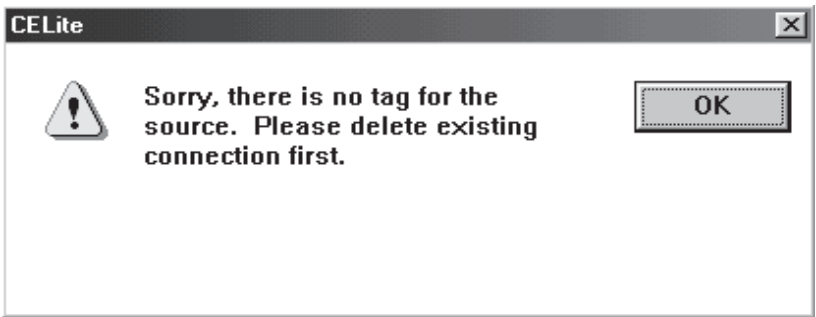 CELite
Sorry, there is no tag for the
source.  Please delete existing
connection first.
OK